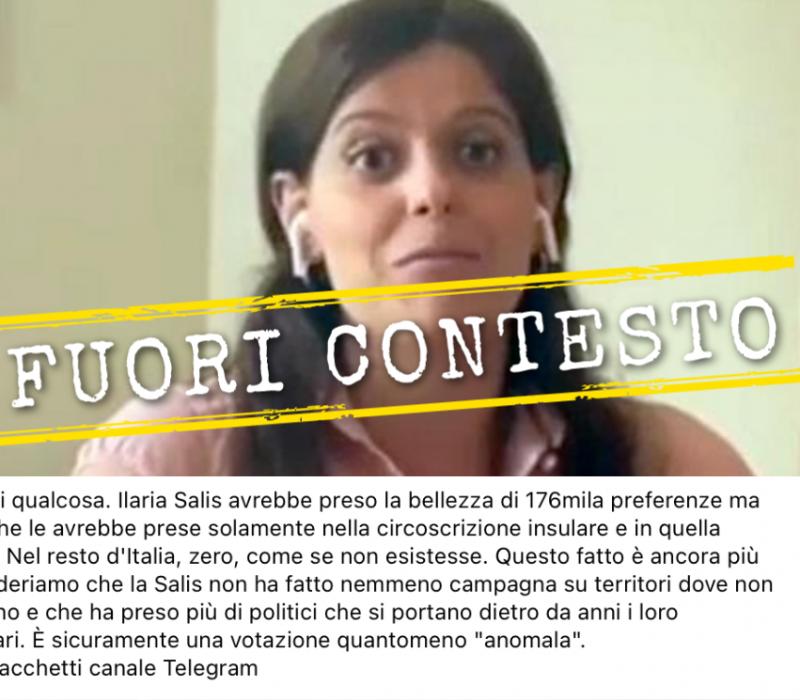 FUORI CONTESTO
i qualcosa. Ilaria Salis avrebbe preso la bellezza di 176mila preferenze ma
he le avrebbe prese solamente nella circoscrizione insulare e in quella
Nel resto d'Italia, zero, come se non esistesse. Questo fatto è ancora più
deriamo che la Salis non ha fatto nemmeno campagna su territori dove non
no e che ha preso più di politici che si portano dietro da anni i loro
ari. È sicuramente una votazione quantomeno "anomala".
acchetti canale Telegram